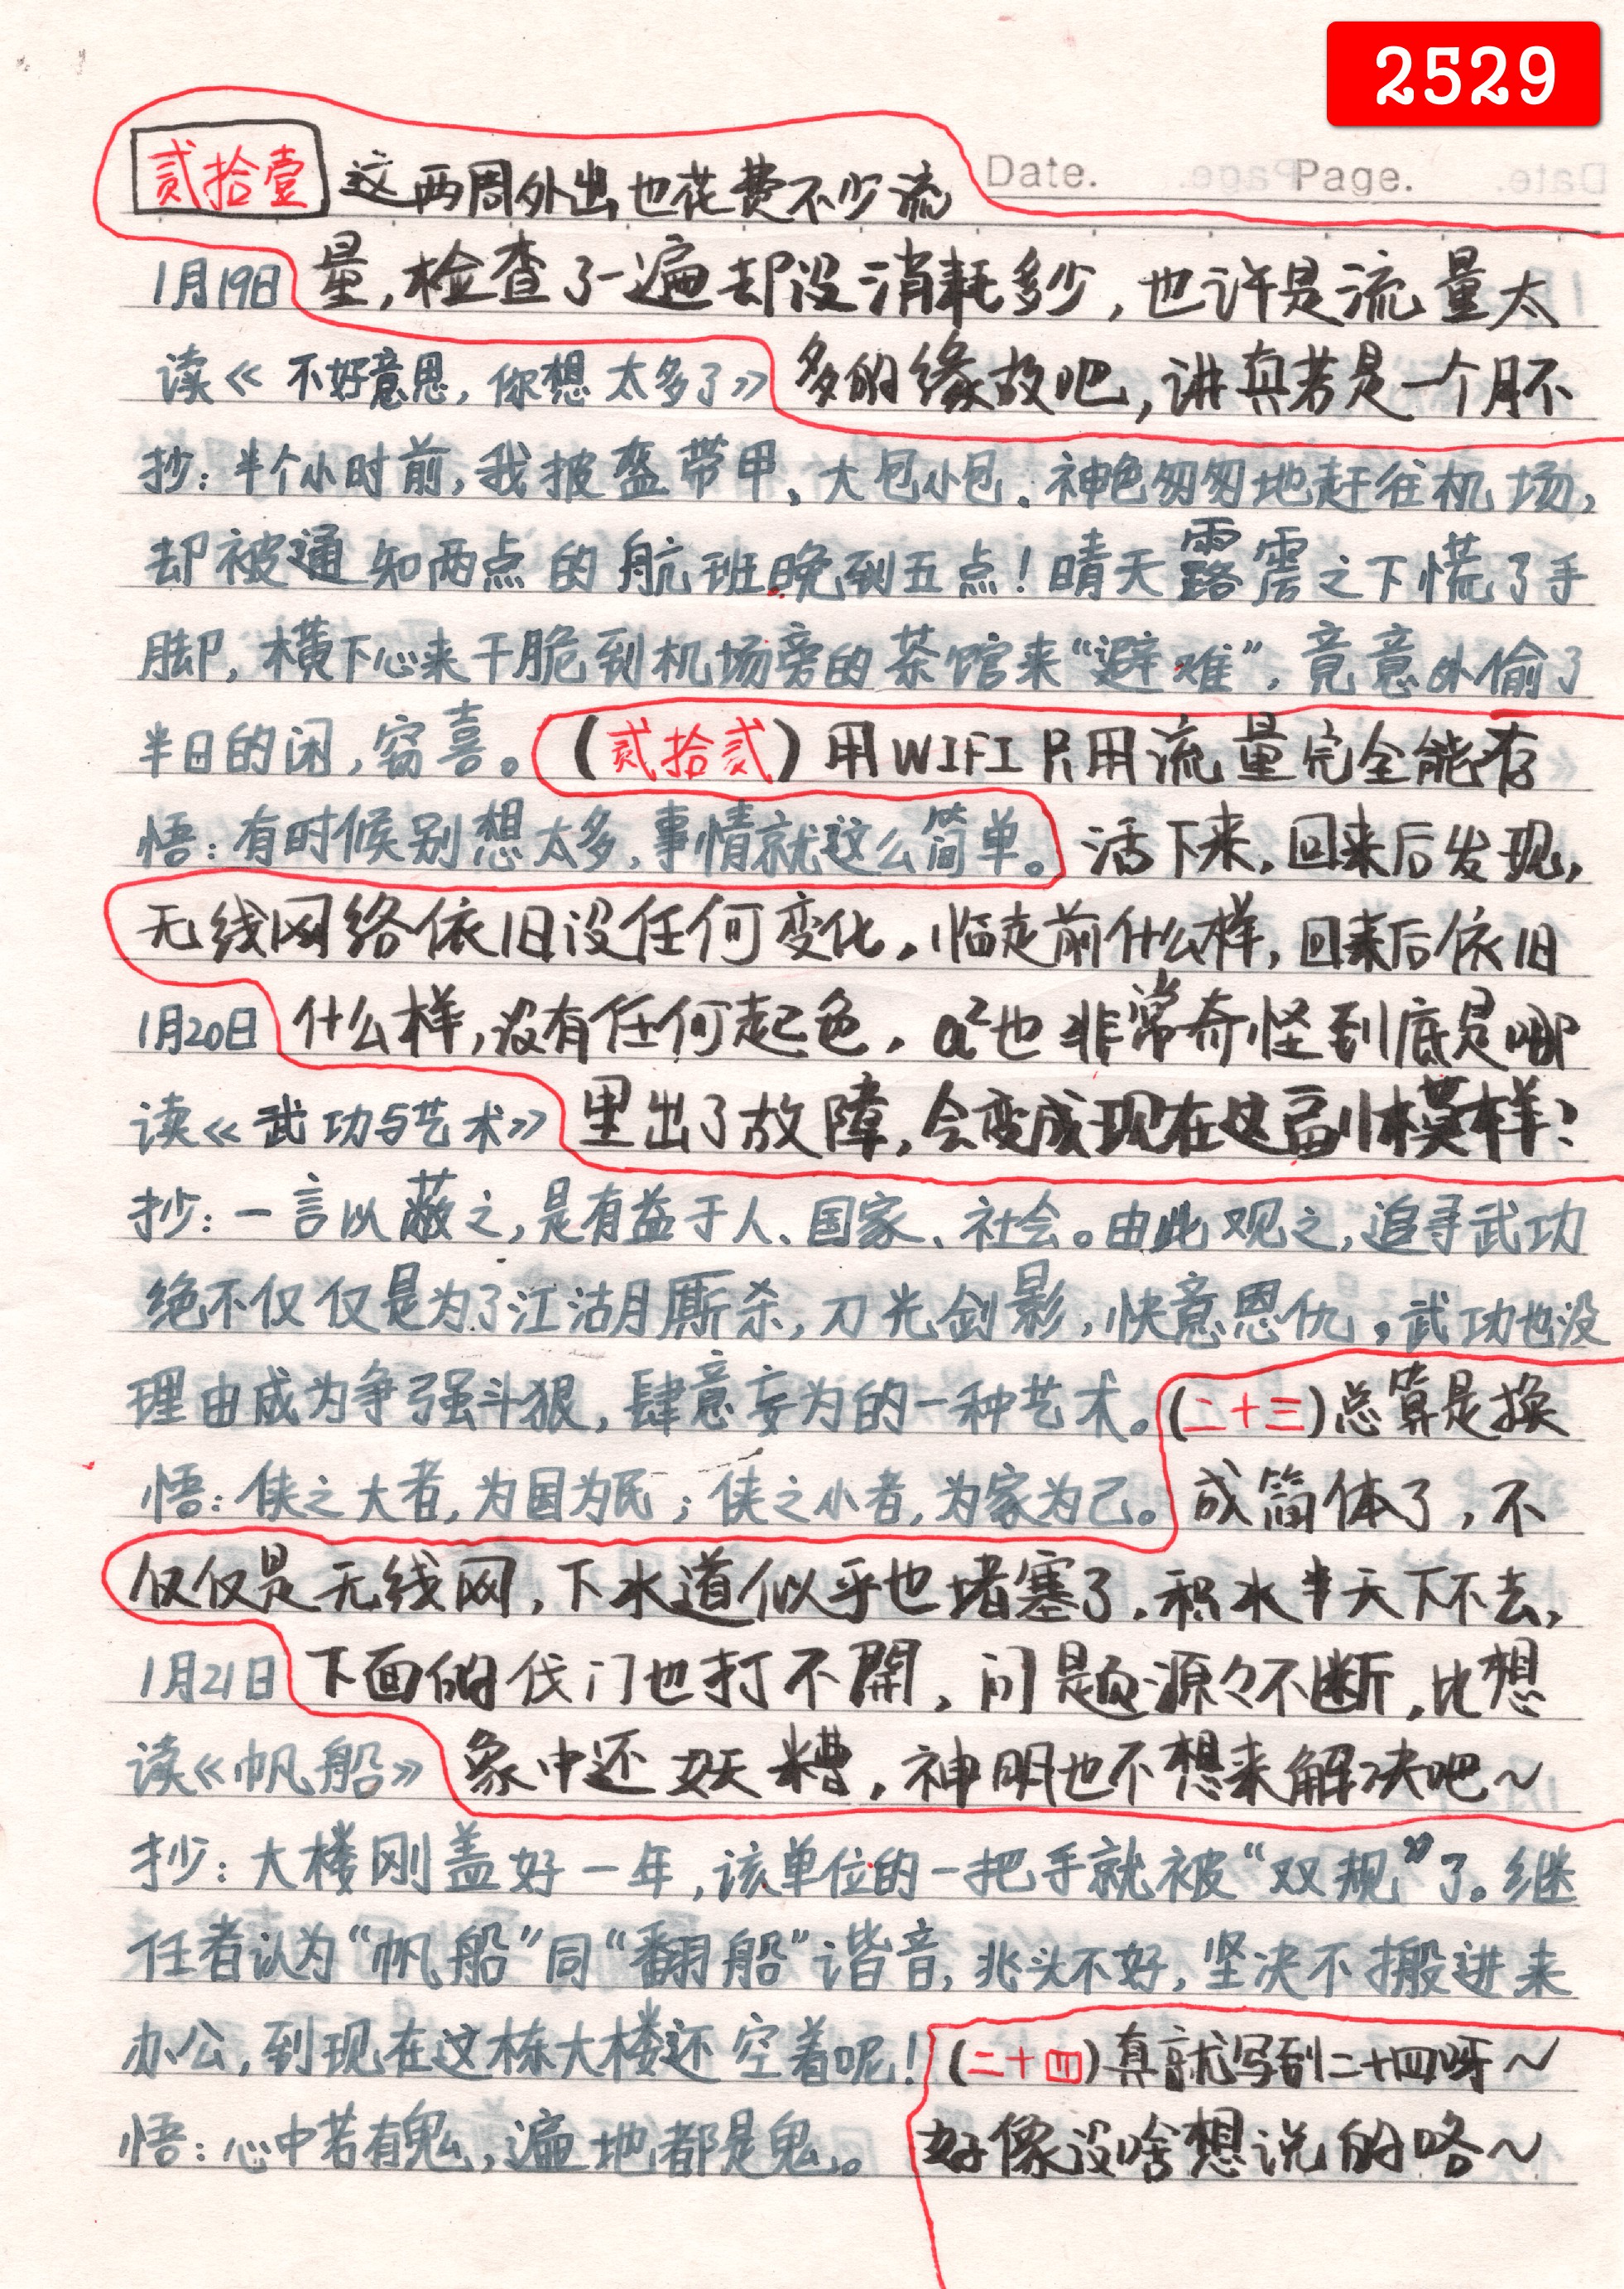 2529
Date. Page.
贰拾壹 这两周外出也花费不少流
1月19日 量,检查了一遍却没消耗多少,也许是流量太
读《不好意思,你想太多了》 多的缘故吧,讲真若是一个月不
抄:半个小时前,我披盔带甲、大包小包、神色匆匆地赶往机场,
却被通知两点的航班晚到五点!晴天露雳之下慌了手
脚,横下心来干脆到机场旁的茶馆来“避难”,竟意外偷了
半日的闲,窃喜。(贰拾贰)用WIFI只用流量完全能存
悟:有时候别想太多,事情就这么简单。 活下来,回来后发现,
无线网络依旧没任何变化,临走前什么样,回来后依旧
1月20日 什么样,没有任何起色,a²也非常奇怪到底是哪
读《武功与艺术》 里出了故障,会变成现在这副模样?
抄:一言以蔽之,是有益于人、国家、社会。由此观之,追寻武功
绝不仅仅是为了江湖厮杀,刀光剑影,快意恩仇,武功也没
理由成为争强斗狠,肆意妄为的一种艺术。(二十三)总算是换
悟:侠之大者,为国为民;侠之小者,为家为己。 成简体了,不
仅仅是无线网,下水道似乎也堵塞了,积水半天下不去,
1月21日 下面的伐门也打不開,问题源々不断,比想
读《帆船》 象中还 糟,神明也不想来解决吧~
抄:大楼刚盖好一年,该单位的一把手就被“双规”了。继
任者认为“帆船”同“翻船”谐音,兆头不好,坚决不搬进来
办公,到现在这栋大楼还空着呢!(二十四)真就写到二十四呀~
悟:心中若有鬼,遍地都是鬼。 好像没啥想说的咯~